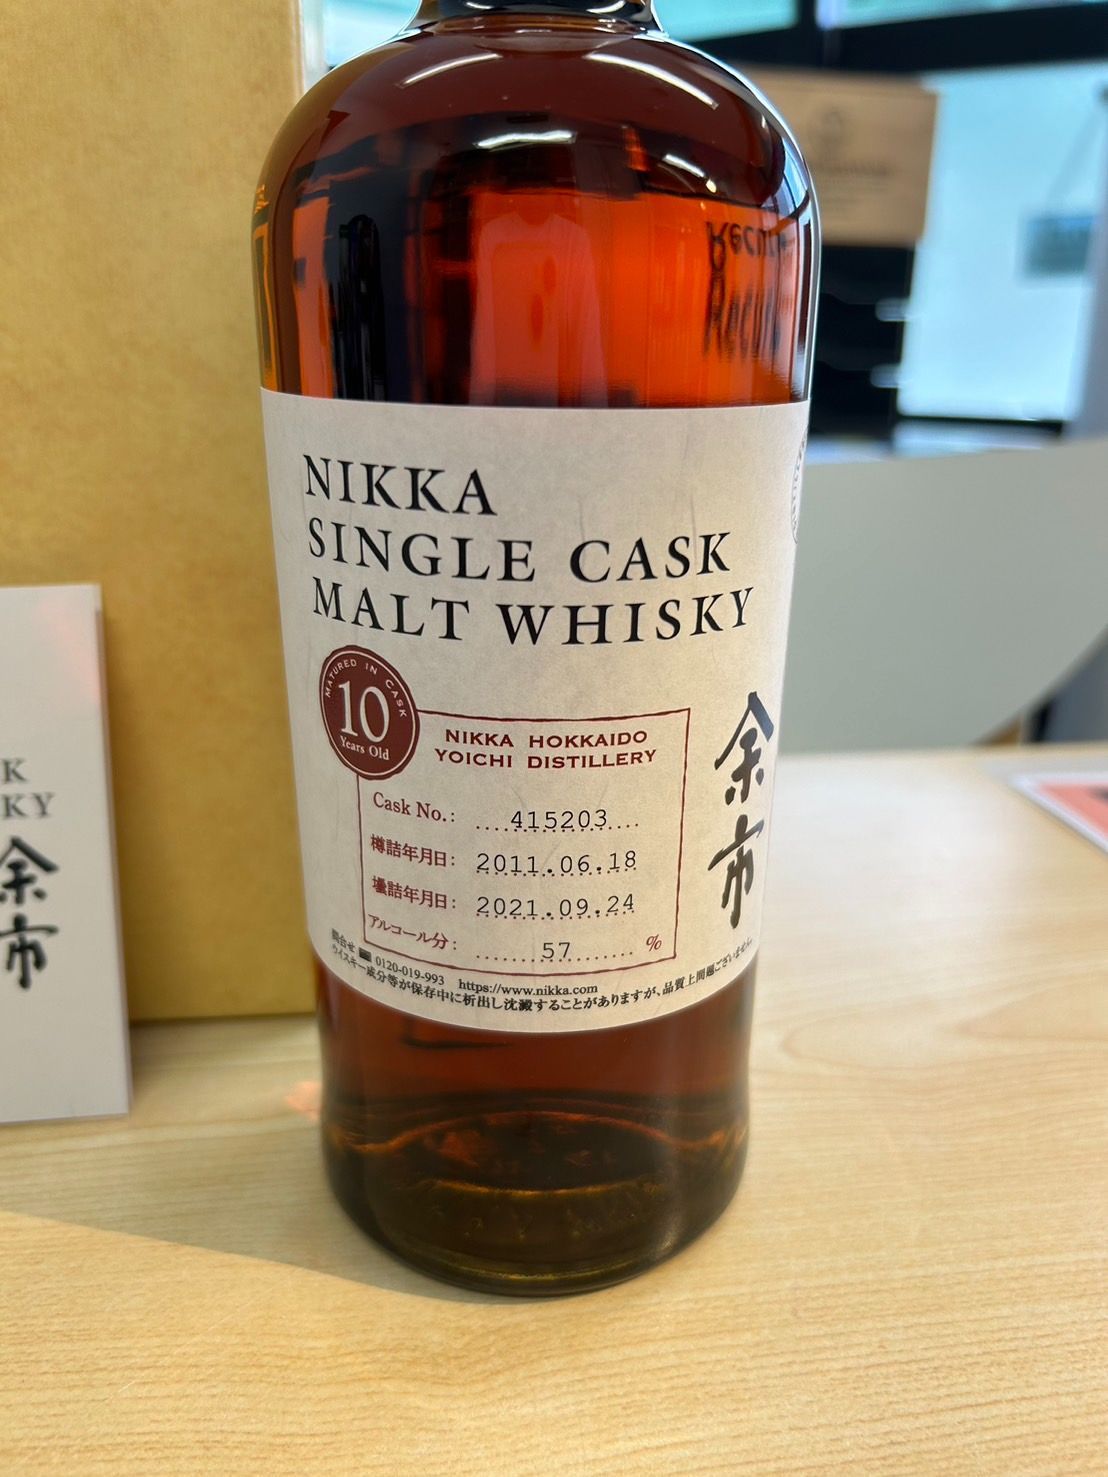 NIKKA
SINGLE CASK
MALT WHISKY
MATURED IN CASK
10
Years Old
NIKKA HOKKAIDO
YOICHI DISTILLERY
Cask No.: 415203
樽詰年月日: 2011.06.18
壜詰年月日: 2021.09.24
アルコール分: 57 %
問合せ 0120-019-993 https://www.nikka.com
ウイスキー成分等が保存中に析出し沈澱することがありますが、品質上問題ございません。
余市
K
KY
余市